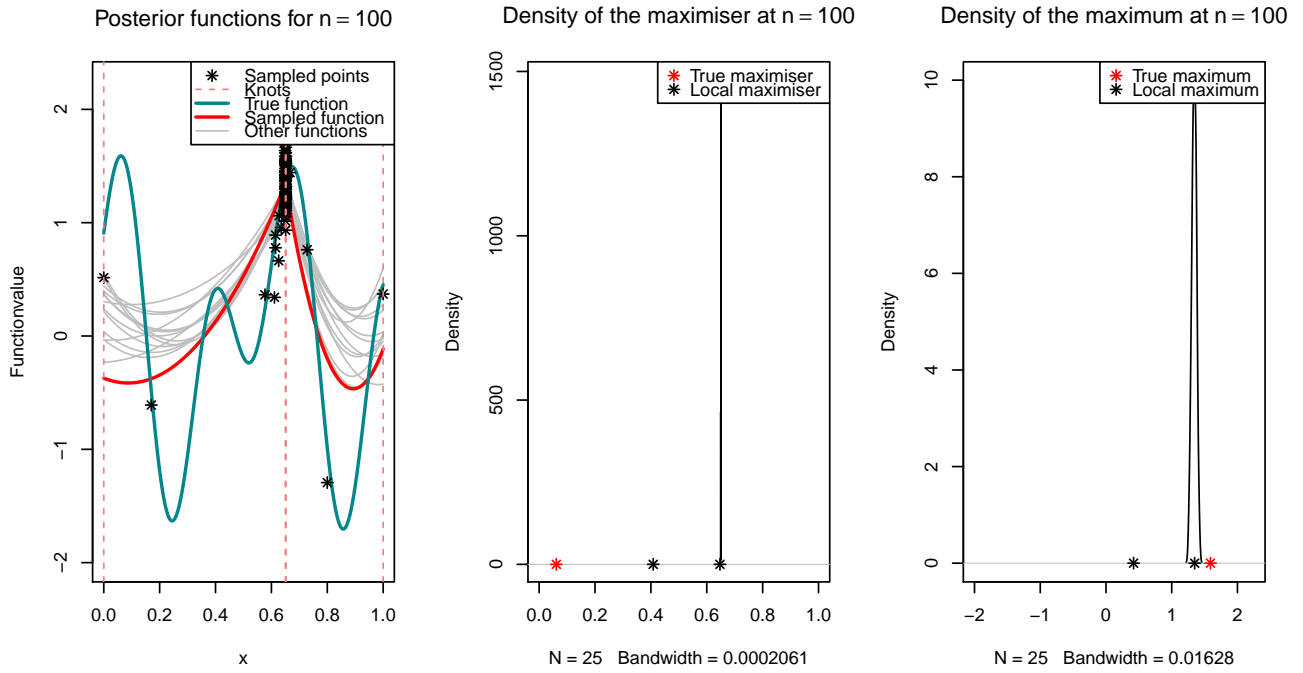 Posterior functions for n = 100
Functionvalue
2
1
0
−1
−2
Sampled points
Knots
True function
Sampled function
Other functions
0.0 0.2 0.4 0.6 0.8 1.0
x
Density of the maximiser at n = 100
Density
1500
1000
500
0
True maximiser
Local maximiser
0.0 0.2 0.4 0.6 0.8 1.0
N = 25 Bandwidth = 0.0002061
Density of the maximum at n = 100
Density
10
8
6
4
2
0
True maximum
Local maximum
−2 −1 0 1 2
N = 25 Bandwidth = 0.01628